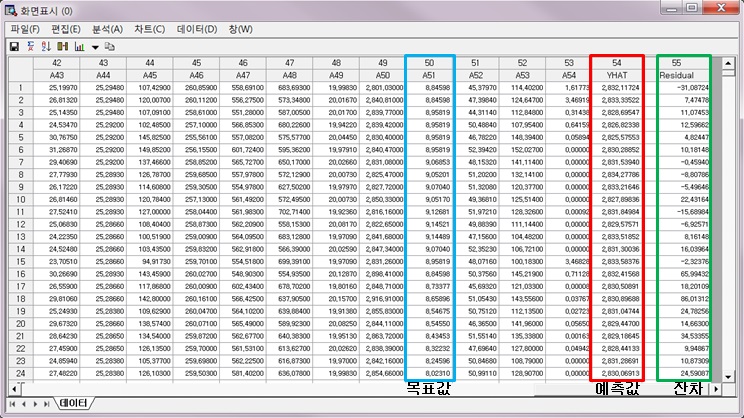 화면표시 (0)
파일(F) 편집(E) 분석(A) 차트(C) 데이터(D) 창(W)
42 43 44 45 46 47 48 49 50 51 52 53 54 55
A43 A44 A45 A46 A47 A48 A49 A50 A51 A52 A53 A54 YHAT Residual
1 25,19970 25,29480 107,42900 260,85900 558,69100 683,69300 19,99830 2,801,03000 8,84598 45,37970 114,40200 1,61773 2,832,11724 −31,08724
2 26,81320 25,29480 120,00700 260,11200 556,27500 573,34800 20,01670 2,840,81000 8,84598 47,39840 124,64700 3,46919 2,833,33522 7,47478
3 25,14350 25,29480 107,09100 258,61000 551,28000 587,00500 20,01700 2,839,77000 8,95819 44,31140 112,84800 0,31438 2,828,69547 11,07453
4 24,53470 25,29200 102,48500 257,10000 566,85300 680,22600 19,94220 2,839,42000 8,95819 50,48840 107,95400 0,64159 2,826,82338 12,59662
5 30,76750 25,29200 145,82500 255,56100 557,08200 575,57700 20,04450 2,830,40000 8,95819 46,78220 148,39400 0,05894 2,825,57553 4,82447
6 31,26870 25,29200 149,85200 256,15500 601,72400 595,36200 19,97910 2,840,47000 8,95819 52,39420 152,02700 0,00000 2,830,28852 10,18148
7 29,40690 25,29200 137,46600 258,85200 565,72700 650,17000 20,02660 2,831,08000 9,06853 48,15320 141,11400 0,00000 2,831,53940 −0,45940
8 27,77930 25,29200 126,78700 259,68500 557,97800 572,12900 20,00730 2,825,47000 9,05201 51,20200 132,14100 0,00000 2,834,27786 −8,80786
9 26,17220 25,28930 114,60800 259,30500 554,97800 627,50200 19,97970 2,827,72000 9,07040 51,32080 120,37700 0,00000 2,833,21646 −5,49646
10 26,81460 25,28930 120,78400 257,13000 561,49200 572,49500 20,00730 2,850,33000 9,05170 49,36810 125,51400 0,00000 2,827,89836 22,43164
11 27,52410 25,28930 127,00000 258,04400 561,98300 702,71400 19,92360 2,816,16000 9,12681 51,97210 128,32600 0,00092 2,831,84984 −15,68984
12 25,06830 25,28660 108,40400 258,87300 562,20900 558,15300 20,01180 2,822,65000 9,14521 49,88390 111,14400 0,00000 2,829,57571 −6,92571
13 24,22350 25,28660 100,51900 259,00900 564,09500 683,12800 19,97090 2,841,68000 9,14489 47,15600 104,48200 0,00000 2,833,51852 8,16148
14 24,52480 25,28660 103,43500 259,83200 562,91800 566,39000 20,02590 2,847,34000 9,07040 52,35230 106,72100 0,00000 2,831,30036 16,03964
15 23,70510 25,28660 94,91730 259,70100 554,51800 699,39100 19,97090 2,831,26000 8,95819 48,07160 100,18300 3,46828 2,833,58376 −2,32376
16 30,26690 25,28930 143,45900 260,02700 548,90300 554,93500 20,12870 2,898,41000 8,84598 50,37560 145,21900 0,71128 2,832,41568 65,99432
17 26,55900 25,28930 117,86800 260,00900 602,43400 678,70200 20,01180 2,848,71000 8,73377 45,69320 121,03300 0,00008 2,830,50891 18,20109
18 29,81060 25,28930 142,80000 260,16100 566,42500 637,90500 20,15700 2,916,91000 8,65896 51,05430 143,55600 0,03767 2,830,89688 86,01312
19 25,24930 25,28380 109,62900 260,04700 564,10200 639,88400 19,91380 2,855,83000 8,54675 50,75120 112,13500 0,02723 2,831,04744 24,78256
20 29,67320 25,28660 138,57400 260,07100 565,49000 589,92300 20,08250 2,844,11000 8,54550 46,36500 141,96000 0,05650 2,829,44700 14,66300
21 28,64230 25,28650 134,54000 259,87200 562,67700 640,38300 19,95130 2,863,72000 8,43453 51,55140 135,33800 0,00163 2,829,18645 34,53355
22 27,45900 25,28650 126,13500 259,70000 561,53100 613,62700 20,02620 2,838,39000 8,32232 47,69640 127,80000 0,04942 2,828,44133 9,94867
23 24,85940 25,28380 105,37700 259,69800 562,22500 616,87300 19,97000 2,842,16000 8,24596 50,84680 108,79900 0,00000 2,831,28691 10,87309
24 27,48320 25,28380 126,10300 259,50300 581,40000 636,07800 19,99830 2,854,66000 8,02310 50,99110 128,90700 0,00000 2,830,06913 24,59087
데이터
목표값 예측값 잔차